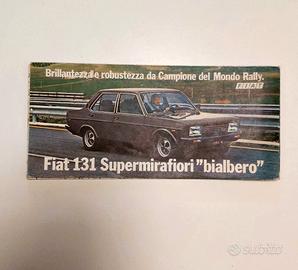 Brillantezza e robustezza da Campione del Mondo Rally.
FIAT
Fiat 131 Supermirafiori "bialbero"
subito